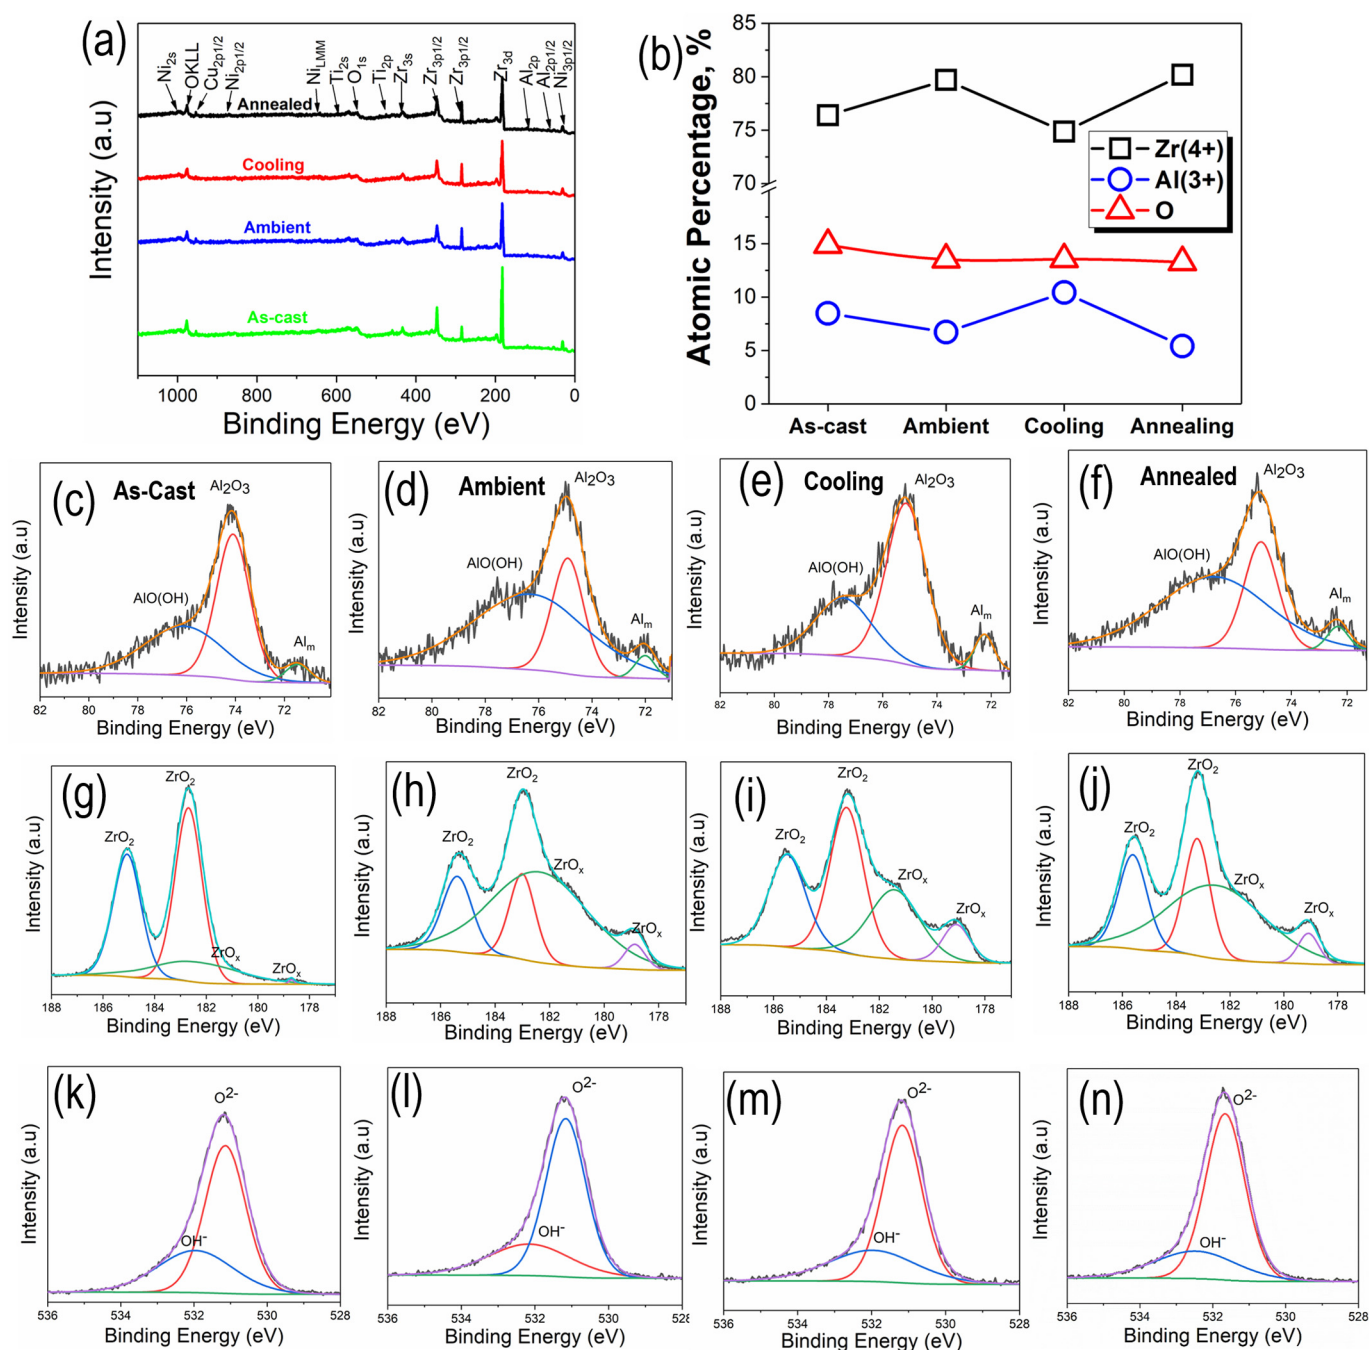 (a)
Ni2s
OKLL
Cu2p1/2
Ni2p1/2
NiLMM
Ti2s
O1s
Ti2p
Zr3s
Zr3p1/2
Zr3p1/2
Zr3d
Al2p
Al2p1/2
Ni3p1/2
Annealed
Cooling
Ambient
As-cast
Intensity (a.u)
1000 800 600 400 200 0
Binding Energy (eV)
(b)
Atomic Percentage, %
85
80
75
70
15
10
5
0
Zr(4+)
Al(3+)
O
As-cast Ambient Cooling Annealing
(c) As-Cast
Al2O3
AlO(OH)
Alm
Intensity (a.u)
82 80 78 76 74 72
Binding Energy (eV)
(d) Ambient
Al2O3
AlO(OH)
Alm
Intensity (a.u)
82 80 78 76 74 72
Binding Energy (eV)
(e) Cooling
Al2O3
AlO(OH)
Alm
Intensity (a.u)
82 80 78 76 74 72
Binding Energy (eV)
(f) Annealed
Al2O3
AlO(OH)
Alm
Intensity (a.u)
82 80 78 76 74 72
Binding Energy (eV)
(g)
ZrO2
ZrO2
ZrOx
ZrOx
Intensity (a.u)
188 186 184 182 180 178
Binding Energy (eV)
(h)
ZrO2
ZrO2
ZrOx
ZrOx
Intensity (a.u)
188 186 184 182 180 178
Binding Energy (eV)
(i)
ZrO2
ZrO2
ZrOx
ZrOx
Intensity (a.u)
188 186 184 182 180 178
Binding Energy (eV)
(j)
ZrO2
ZrO2
ZrOx
ZrOx
Intensity (a.u)
188 186 184 182 180 178
Binding Energy (eV)
(k)
O2-
OH-
Intensity (a.u)
536 534 532 530 528
Binding Energy (eV)
(l)
O2-
OH-
Intensity (a.u)
536 534 532 530 528
Binding Energy (eV)
(m)
O2-
OH-
Intensity (a.u)
536 534 532 530 528
Binding Energy (eV)
(n)
O2-
OH-
Intensity (a.u)
536 534 532 530 528
Binding Energy (eV)